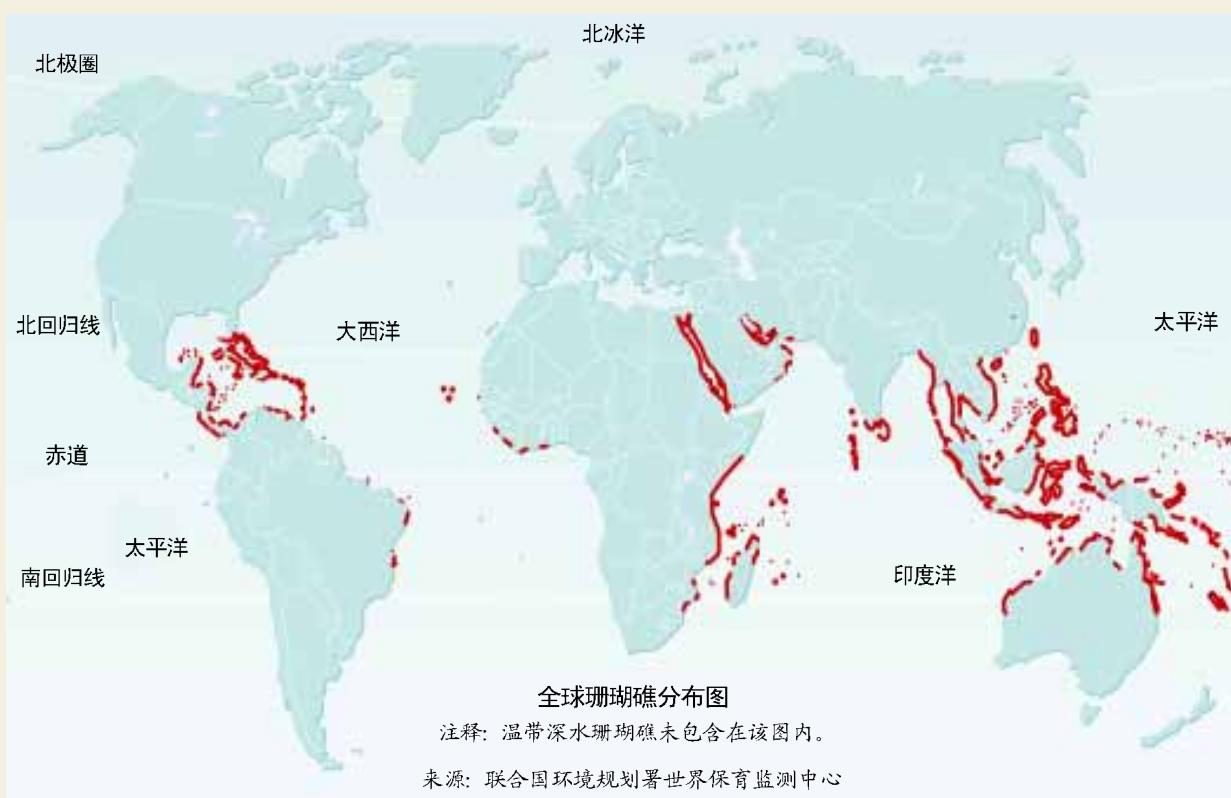 北冰洋
北极圈
北回归线
大西洋
太平洋
赤道
太平洋
印度洋
南回归线
全球珊瑚礁分布图
注释: 温带深水珊瑚礁未包含在该图内。
来源: 联合国环境规划署世界保育监测中心